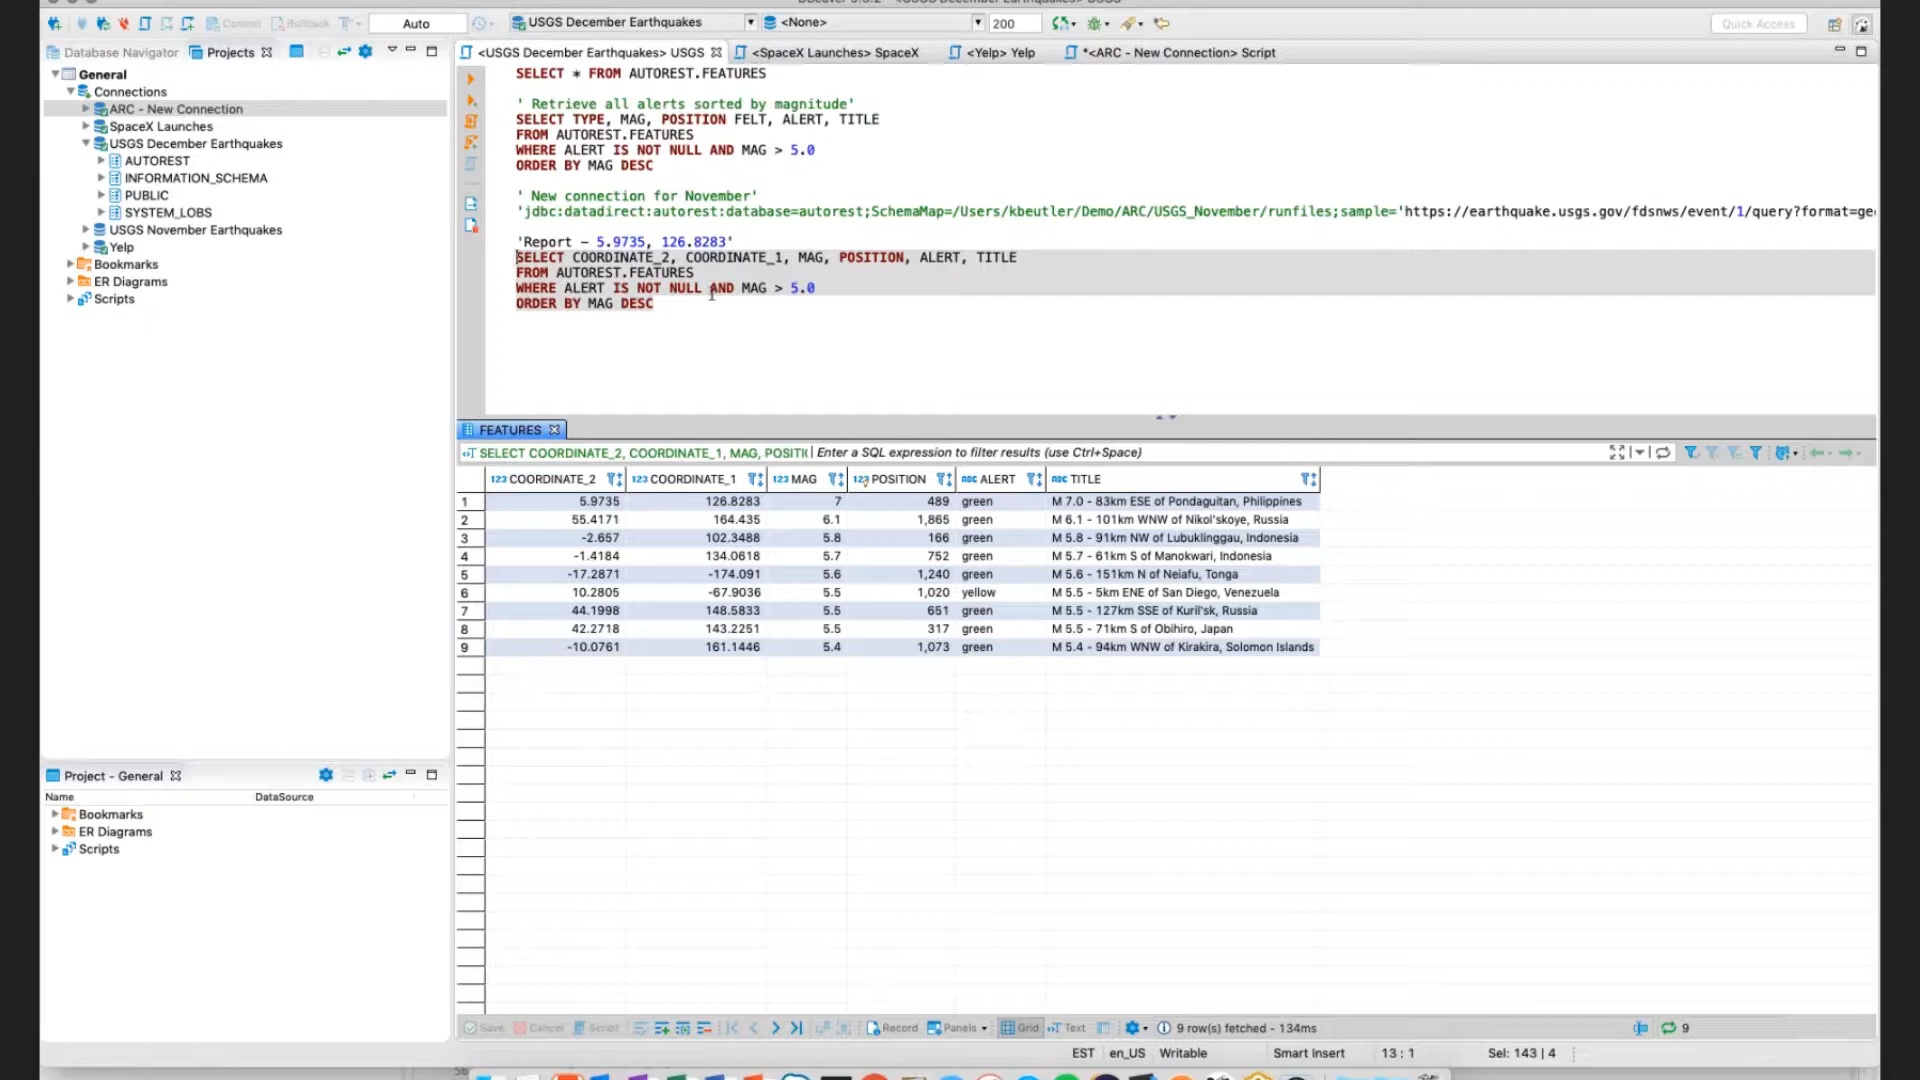 Commit
Rollback
Auto
USGS December Earthquakes
<None>
200
Quick Access
Database Navigator
Projects
<USGS December Earthquakes> USGS
<SpaceX Launches> SpaceX
<Yelp> Yelp
*<ARC - New Connection> Script
General
Connections
ARC - New Connection
SpaceX Launches
USGS December Earthquakes
AUTOREST
INFORMATION_SCHEMA
PUBLIC
SYSTEM_LOBS
USGS November Earthquakes
Yelp
Bookmarks
ER Diagrams
Scripts
SELECT * FROM AUTOREST.FEATURES
' Retrieve all alerts sorted by magnitude'
SELECT TYPE, MAG, POSITION FELT, ALERT, TITLE
FROM AUTOREST.FEATURES
WHERE ALERT IS NOT NULL AND MAG > 5.0
ORDER BY MAG DESC
' New connection for November'
'jdbc:datadirect:autorest:database=autorest;SchemaMap=/Users/kbeutler/Demo/ARC/USGS_November/runfiles;sample='https://earthquake.usgs.gov/fdsnws/event/1/query?format=geo
'Report - 5.9735, 126.8283'
SELECT COORDINATE_2, COORDINATE_1, MAG, POSITION, ALERT, TITLE
FROM AUTOREST.FEATURES
WHERE ALERT IS NOT NULL AND MAG > 5.0
ORDER BY MAG DESC
FEATURES
SELECT COORDINATE_2, COORDINATE_1, MAG, POSITI
Enter a SQL expression to filter results (use Ctrl+Space)
123 COORDINATE_2 123 COORDINATE_1 123 MAG 123 POSITION ABC ALERT ABC TITLE
1 5.9735 126.8283 7 489 green M 7.0 - 83km ESE of Pondaguitan, Philippines
2 55.4171 164.435 6.1 1,865 green M 6.1 - 101km WNW of Nikol'skoye, Russia
3 -2.657 102.3488 5.8 166 green M 5.8 - 91km NW of Lubuklinggau, Indonesia
4 -1.4184 134.0618 5.7 752 green M 5.7 - 61km S of Manokwari, Indonesia
5 -17.2871 -174.091 5.6 1,240 green M 5.6 - 151km N of Neiafu, Tonga
6 10.2805 -67.9036 5.5 1,020 yellow M 5.5 - 5km ENE of San Diego, Venezuela
7 44.1998 148.5833 5.5 651 green M 5.5 - 127km SSE of Kuril'sk, Russia
8 42.2718 143.2251 5.5 317 green M 5.5 - 71km S of Obihiro, Japan
9 -10.0761 161.1446 5.4 1,073 green M 5.4 - 94km WNW of Kirakira, Solomon Islands
Project - General
Name DataSource
Bookmarks
ER Diagrams
Scripts
Save Cancel Script Record Panels Grid Text 9 row(s) fetched - 134ms 9
EST en_US Writable Smart Insert 13 : 1 Sel: 143 | 4